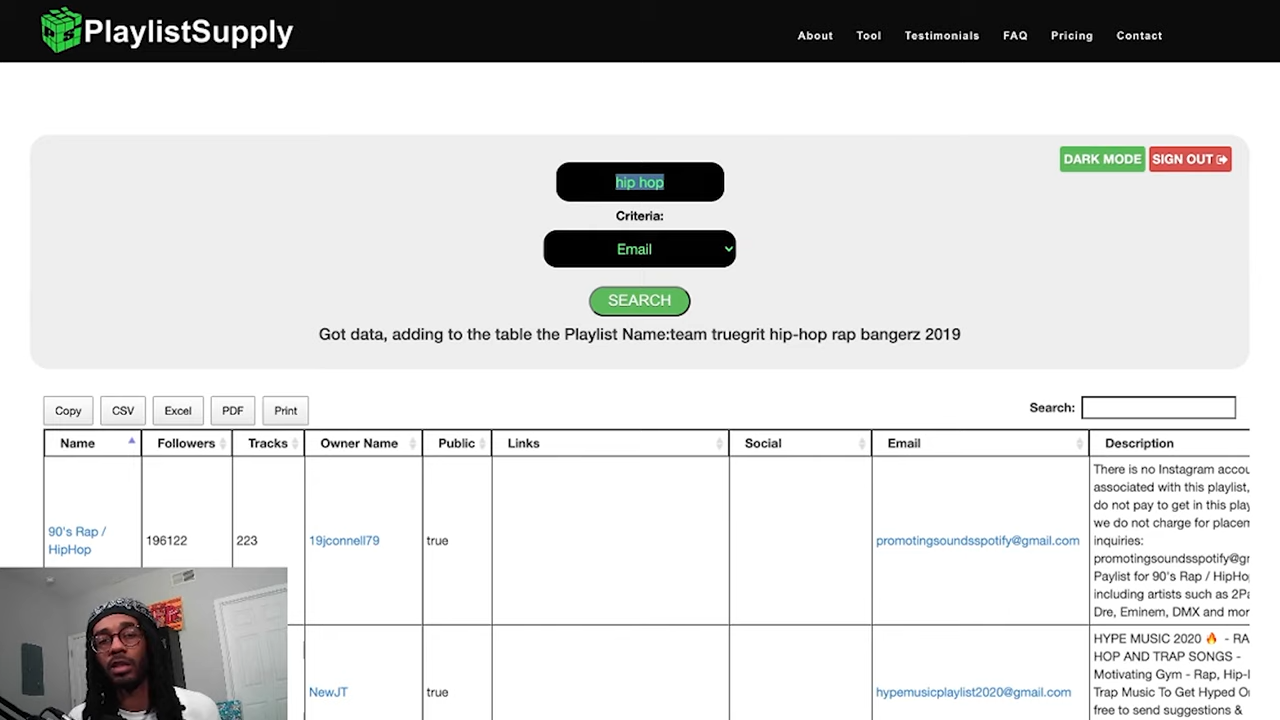 PlaylistSupply
About Tool Testimonials FAQ Pricing Contact
DARK MODE SIGN OUT
hip hop
Criteria:
Email
SEARCH
Got data, adding to the table the Playlist Name:team truegrit hip-hop rap bangerz 2019
Copy CSV Excel PDF Print Search:
Name Followers Tracks Owner Name Public Links Social Email Description
90's Rap /
HipHop
196122
223
19jconnell79
true
promotingsoundsspotify@gmail.com
There is no Instagram accou
associated with this playlist,
do not pay to get in this play
we do not charge for placem
inquiries:
promotingsoundsspotify@gr
Paylist for 90's Rap / HipHop
including artists such as 2Pa
Dre, Eminem, DMX and mor
NewJT
true
hypemusicplaylist2020@gmail.com
HYPE MUSIC 2020 🔥 - RA
HOP AND TRAP SONGS -
Motivating Gym - Rap, Hip-
Trap Music To Get Hyped O
free to send suggestions &